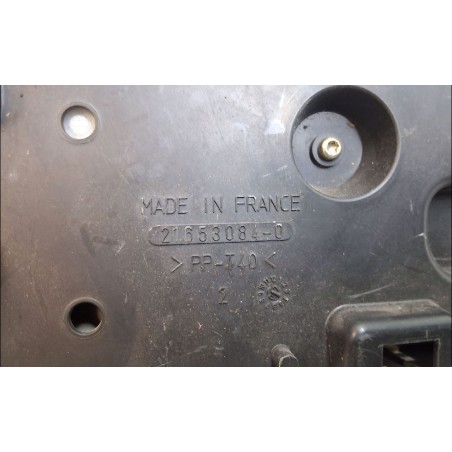 MADE IN FRANCE
21653084-0
> PP-T40 <
2